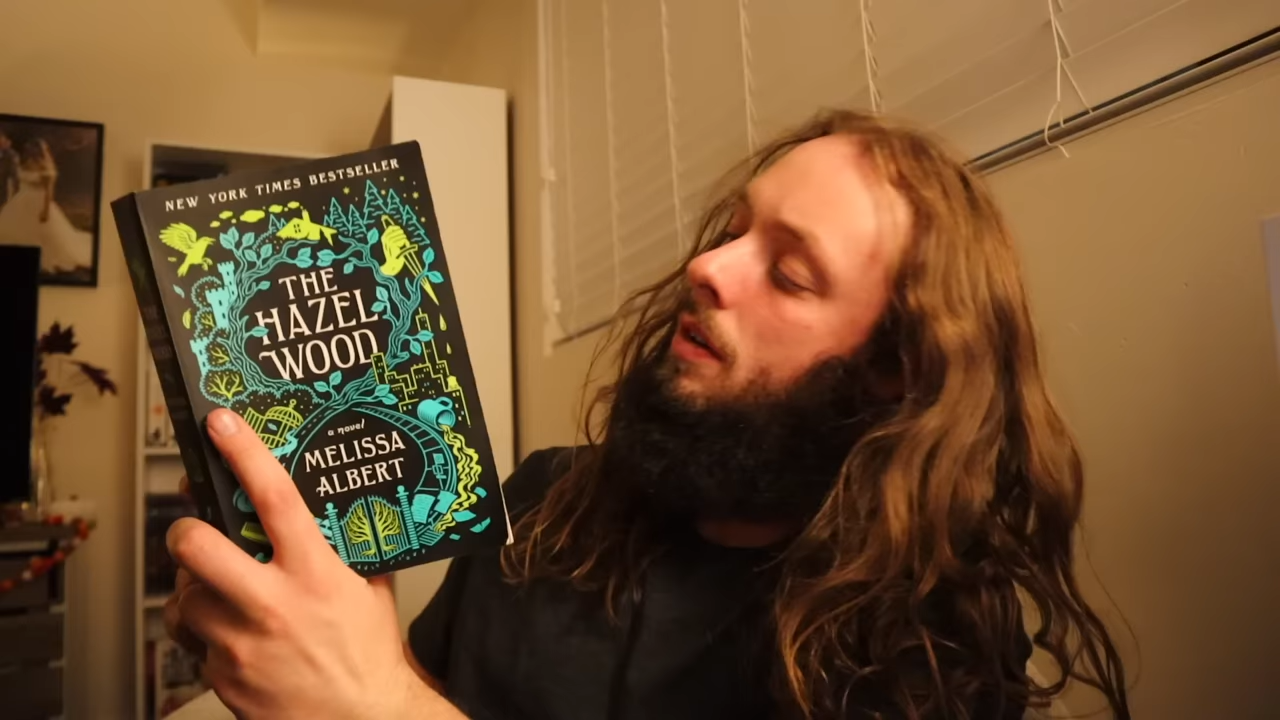 NEW YORK TIMES BESTSELLER
THE
HAZEL
WOOD
a novel
MELISSA
ALBERT